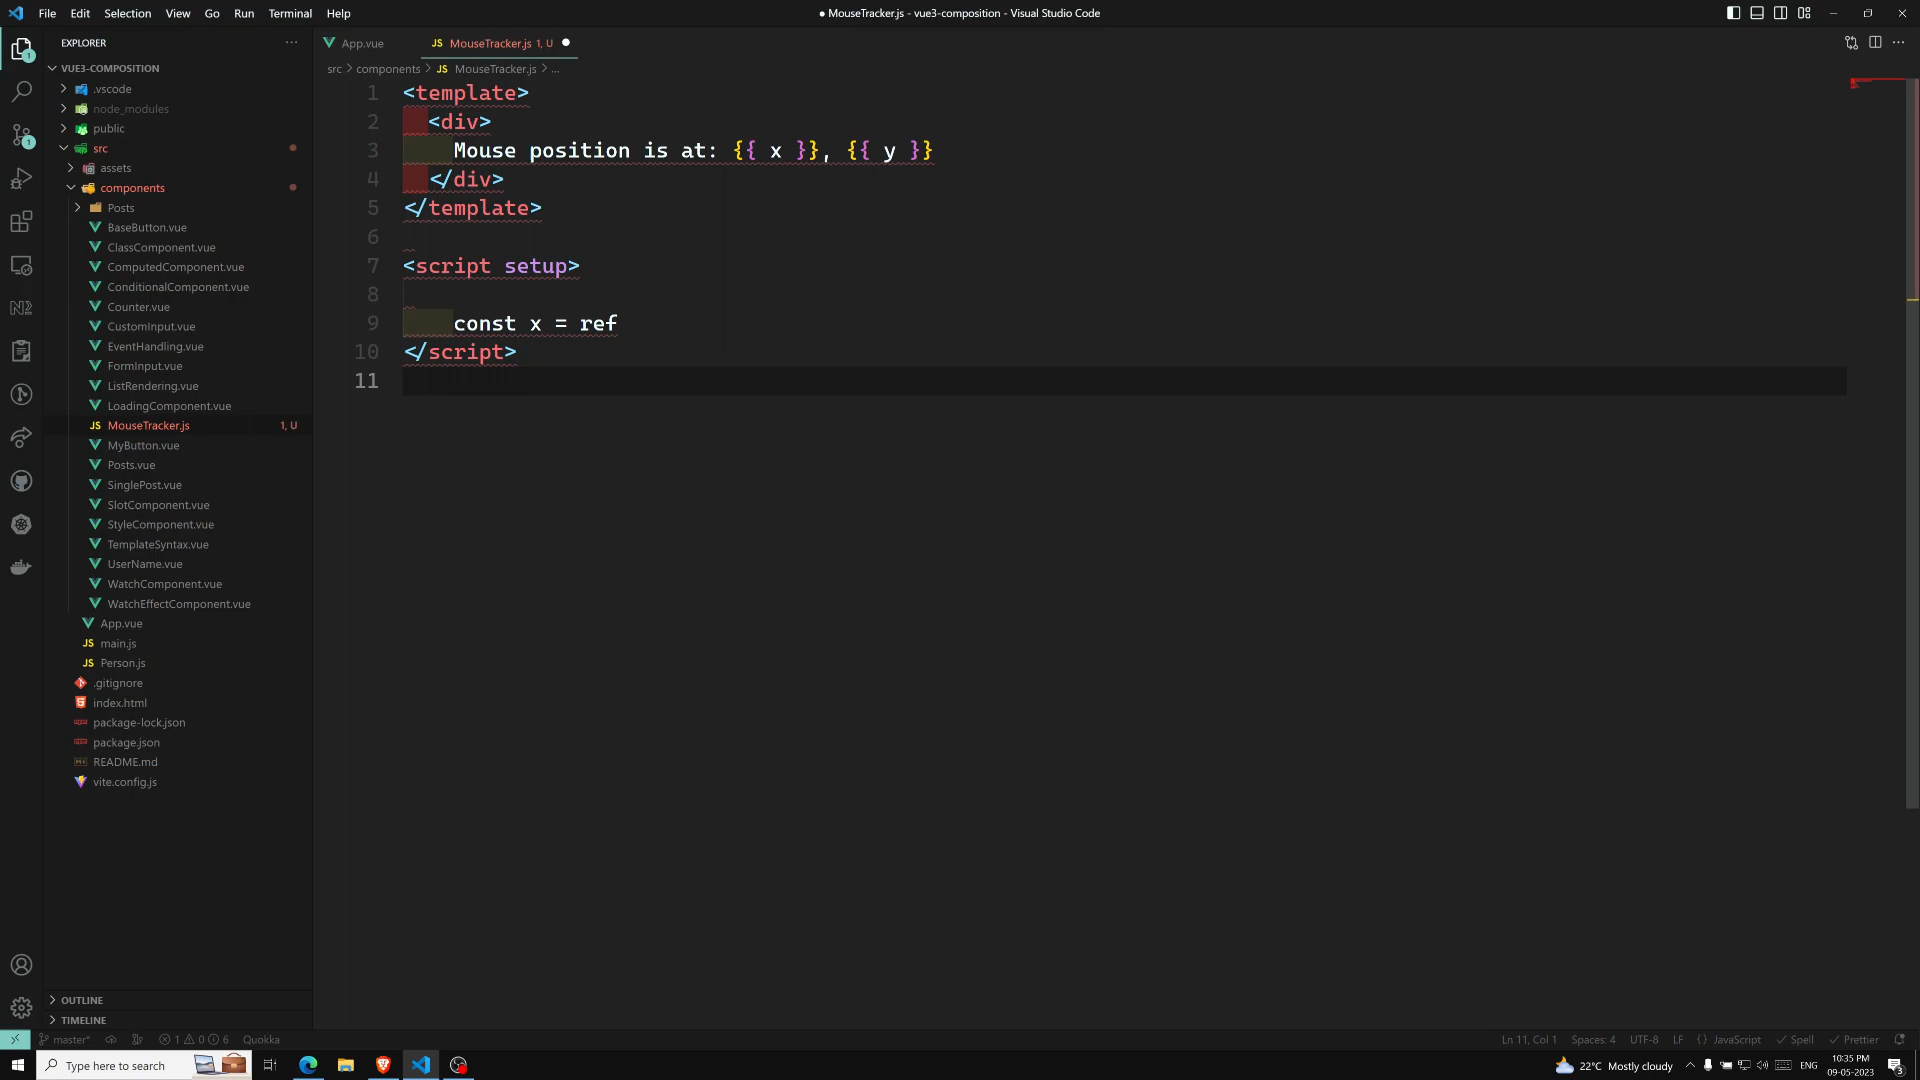 File Edit Selection View Go Run Terminal Help
● MouseTracker.js - vue3-composition - Visual Studio Code
EXPLORER
VUE3-COMPOSITION
.vscode
node_modules
public
src
assets
components
Posts
BaseButton.vue
ClassComponent.vue
ComputedComponent.vue
ConditionalComponent.vue
Counter.vue
CustomInput.vue
EventHandling.vue
FormInput.vue
ListRendering.vue
LoadingComponent.vue
JS MouseTracker.js 1, U
MyButton.vue
Posts.vue
SinglePost.vue
SlotComponent.vue
StyleComponent.vue
TemplateSyntax.vue
UserName.vue
WatchComponent.vue
WatchEffectComponent.vue
App.vue
JS main.js
JS Person.js
.gitignore
index.html
package-lock.json
package.json
README.md
vite.config.js
OUTLINE
TIMELINE
App.vue JS MouseTracker.js 1, U
src > components > JS MouseTracker.js > ...
1 <template>
2 <div>
3 Mouse position is at: {{ x }}, {{ y }}
4 </div>
5 </template>
6
7 <script setup>
8
9 const x = ref
10 </script>
11
master* 1 0 6 Quokka
Ln 11, Col 1 Spaces: 4 UTF-8 LF {} JavaScript Spell Prettier
Type here to search
22°C Mostly cloudy ENG
10:35 PM
09-05-2023
3